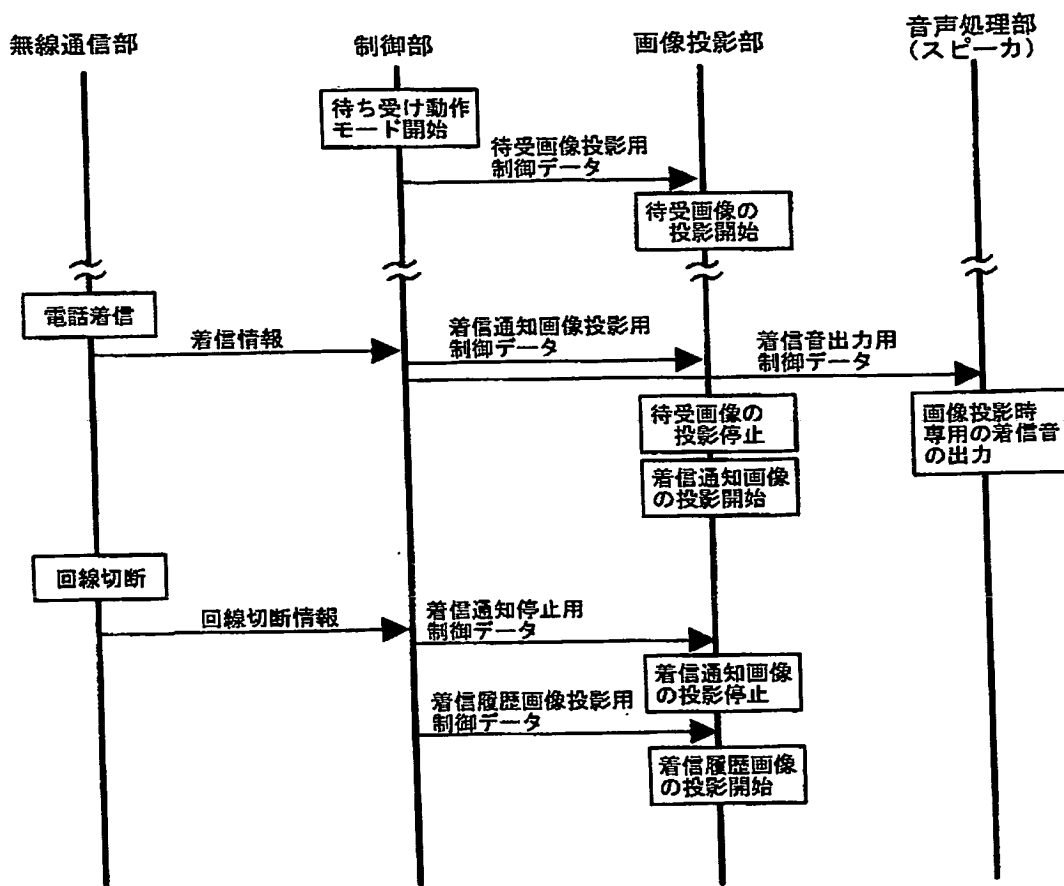 無線通信部
制御部
画像投影部
音声処理部
(スピーカ)
待ち受け動作
モード開始
待受画像投影用
制御データ
待受画像の
投影開始
電話着信
着信情報
着信通知画像投影用
制御データ
着信音出力用
制御データ
待受画像の
投影停止
画像投影時
専用の着信音
の出力
着信通知画像
の投影開始
回線切断
回線切断情報
着信通知停止用
制御データ
着信通知画像
の投影停止
着信履歴画像投影用
制御データ
着信履歴画像
の投影開始